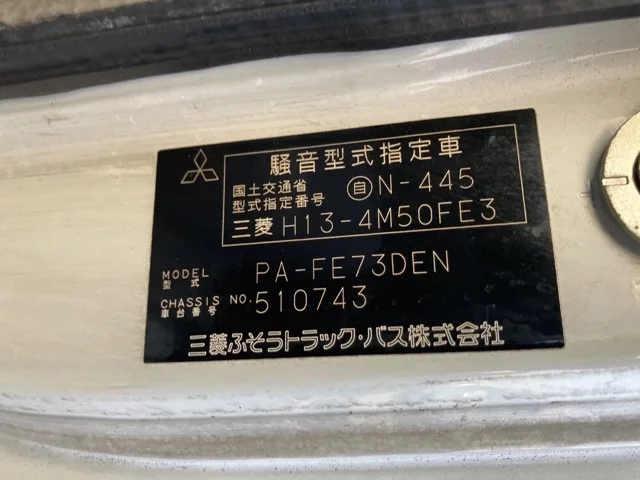 騒音型式指定車
国土交通省
型式指定番号 自 N-445
三菱 H13-4M50FE3
MODEL
型式 PA-FE73DEN
CHASSIS NO.
車台番号 510743
三菱ふそうトラック・バス株式会社